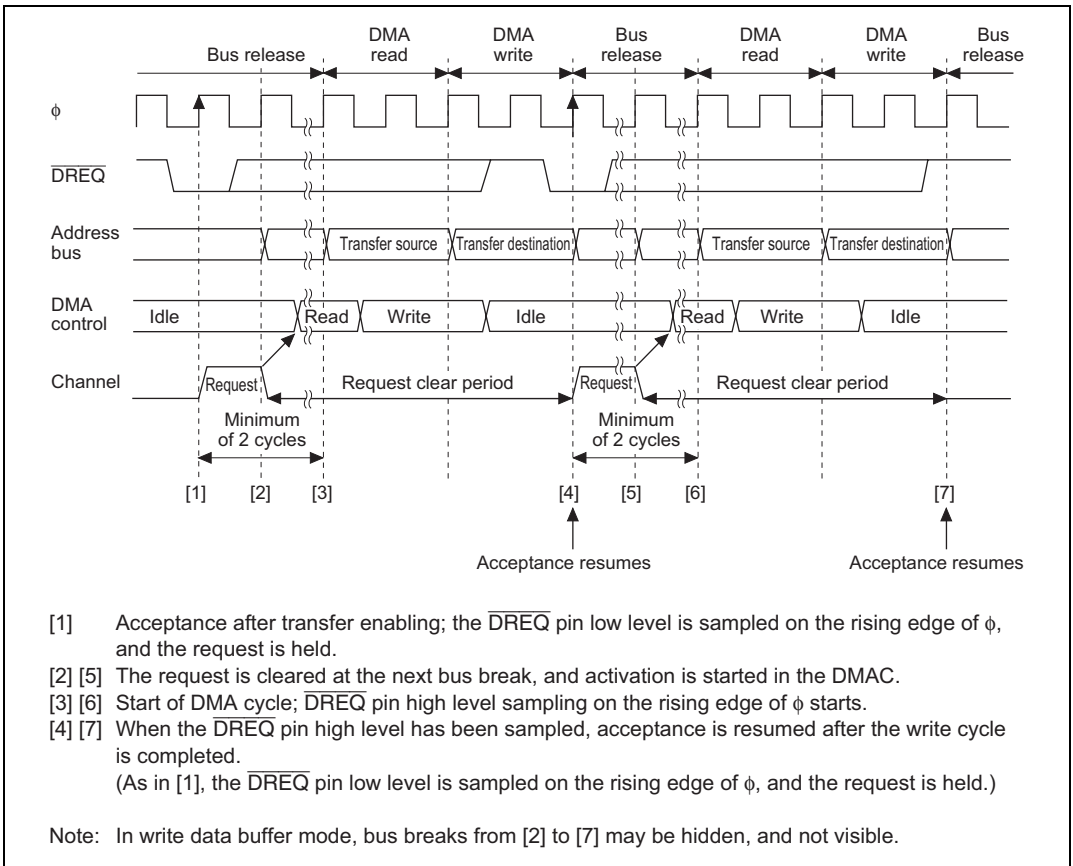 Bus release
DMA
read
DMA
write
Bus
release
DMA
read
DMA
write
Bus
release
ϕ
DREQ
Address
bus
Transfer source
Transfer destination
Transfer source
Transfer destination
DMA
control
Idle
Read
Write
Idle
Read
Write
Idle
Channel
Request
Request clear period
Request
Request clear period
Minimum
of 2 cycles
Minimum
of 2 cycles
[1]
[2]
[3]
[4]
[5]
[6]
[7]
Acceptance resumes
Acceptance resumes
[1] Acceptance after transfer enabling; the DREQ pin low level is sampled on the rising edge of ϕ,
and the request is held.
[2] [5] The request is cleared at the next bus break, and activation is started in the DMAC.
[3] [6] Start of DMA cycle; DREQ pin high level sampling on the rising edge of ϕ starts.
[4] [7] When the DREQ pin high level has been sampled, acceptance is resumed after the write cycle
is completed.
(As in [1], the DREQ pin low level is sampled on the rising edge of ϕ, and the request is held.)
Note: In write data buffer mode, bus breaks from [2] to [7] may be hidden, and not visible.